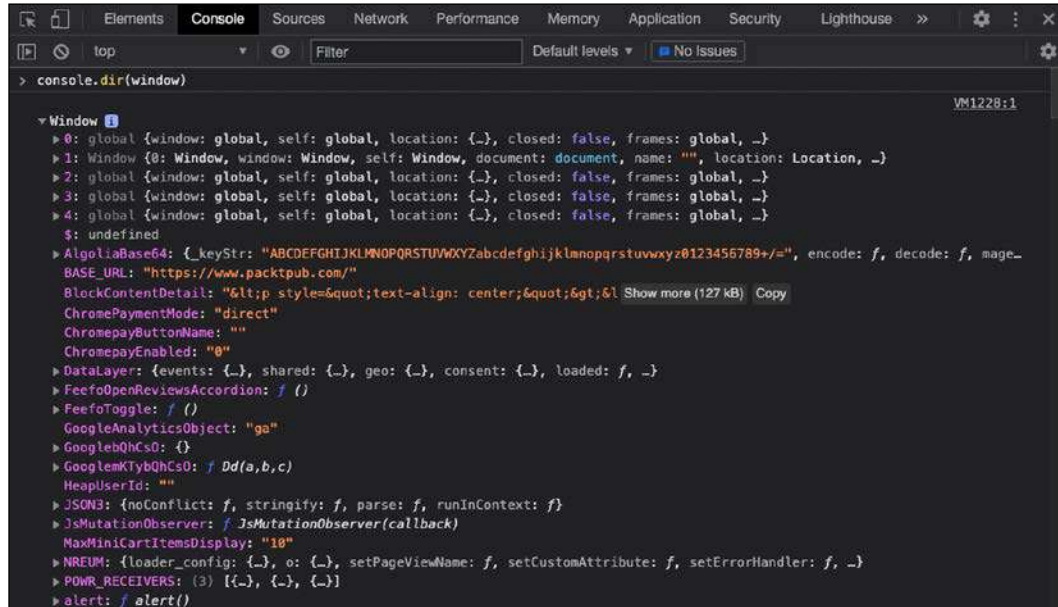 Elements Console Sources Network Performance Memory Application Security Lighthouse »
top Filter Default levels No Issues
> console.dir(window)
VM1228:1
Window
0: global {window: global, self: global, location: {…}, closed: false, frames: global, …}
1: Window {0: Window, window: Window, self: Window, document: document, name: "", location: Location, …}
2: global {window: global, self: global, location: {…}, closed: false, frames: global, …}
3: global {window: global, self: global, location: {…}, closed: false, frames: global, …}
4: global {window: global, self: global, location: {…}, closed: false, frames: global, …}
$: undefined
AlgoliaBase64: {_keyStr: "ABCDEFGHIJKLMNOPQRSTUVWXYZabcdefghijklmnopqrstuvwxyz0123456789+/=", encode: ƒ, decode: ƒ, mage…
BASE_URL: "https://www.packtpub.com/"
BlockContentDetail: "&lt;p style=&quot;text-align: center;&quot;&gt;&l Show more (127 kB) Copy
ChromePaymentMode: "direct"
ChromepayButtonName: ""
ChromepayEnabled: "0"
DataLayer: {events: {…}, shared: {…}, geo: {…}, consent: {…}, loaded: ƒ, …}
FeefoOpenReviewsAccordion: ƒ ()
FeefoToggle: ƒ ()
GoogleAnalyticsObject: "ga"
GooglebQhCsO: {}
GooglemKTybQhCsO: ƒ Dd(a,b,c)
HeapUserId: ""
JSON3: {noConflict: ƒ, stringify: ƒ, parse: ƒ, runInContext: ƒ}
JsMutationObserver: ƒ JsMutationObserver(callback)
MaxMiniCartItemsDisplay: "10"
NREUM: {loader_config: {…}, o: {…}, setPageViewName: ƒ, setCustomAttribute: ƒ, setErrorHandler: ƒ, …}
POWR_RECEIVERS: (3) [{…}, {…}, {…}]
alert: ƒ alert()